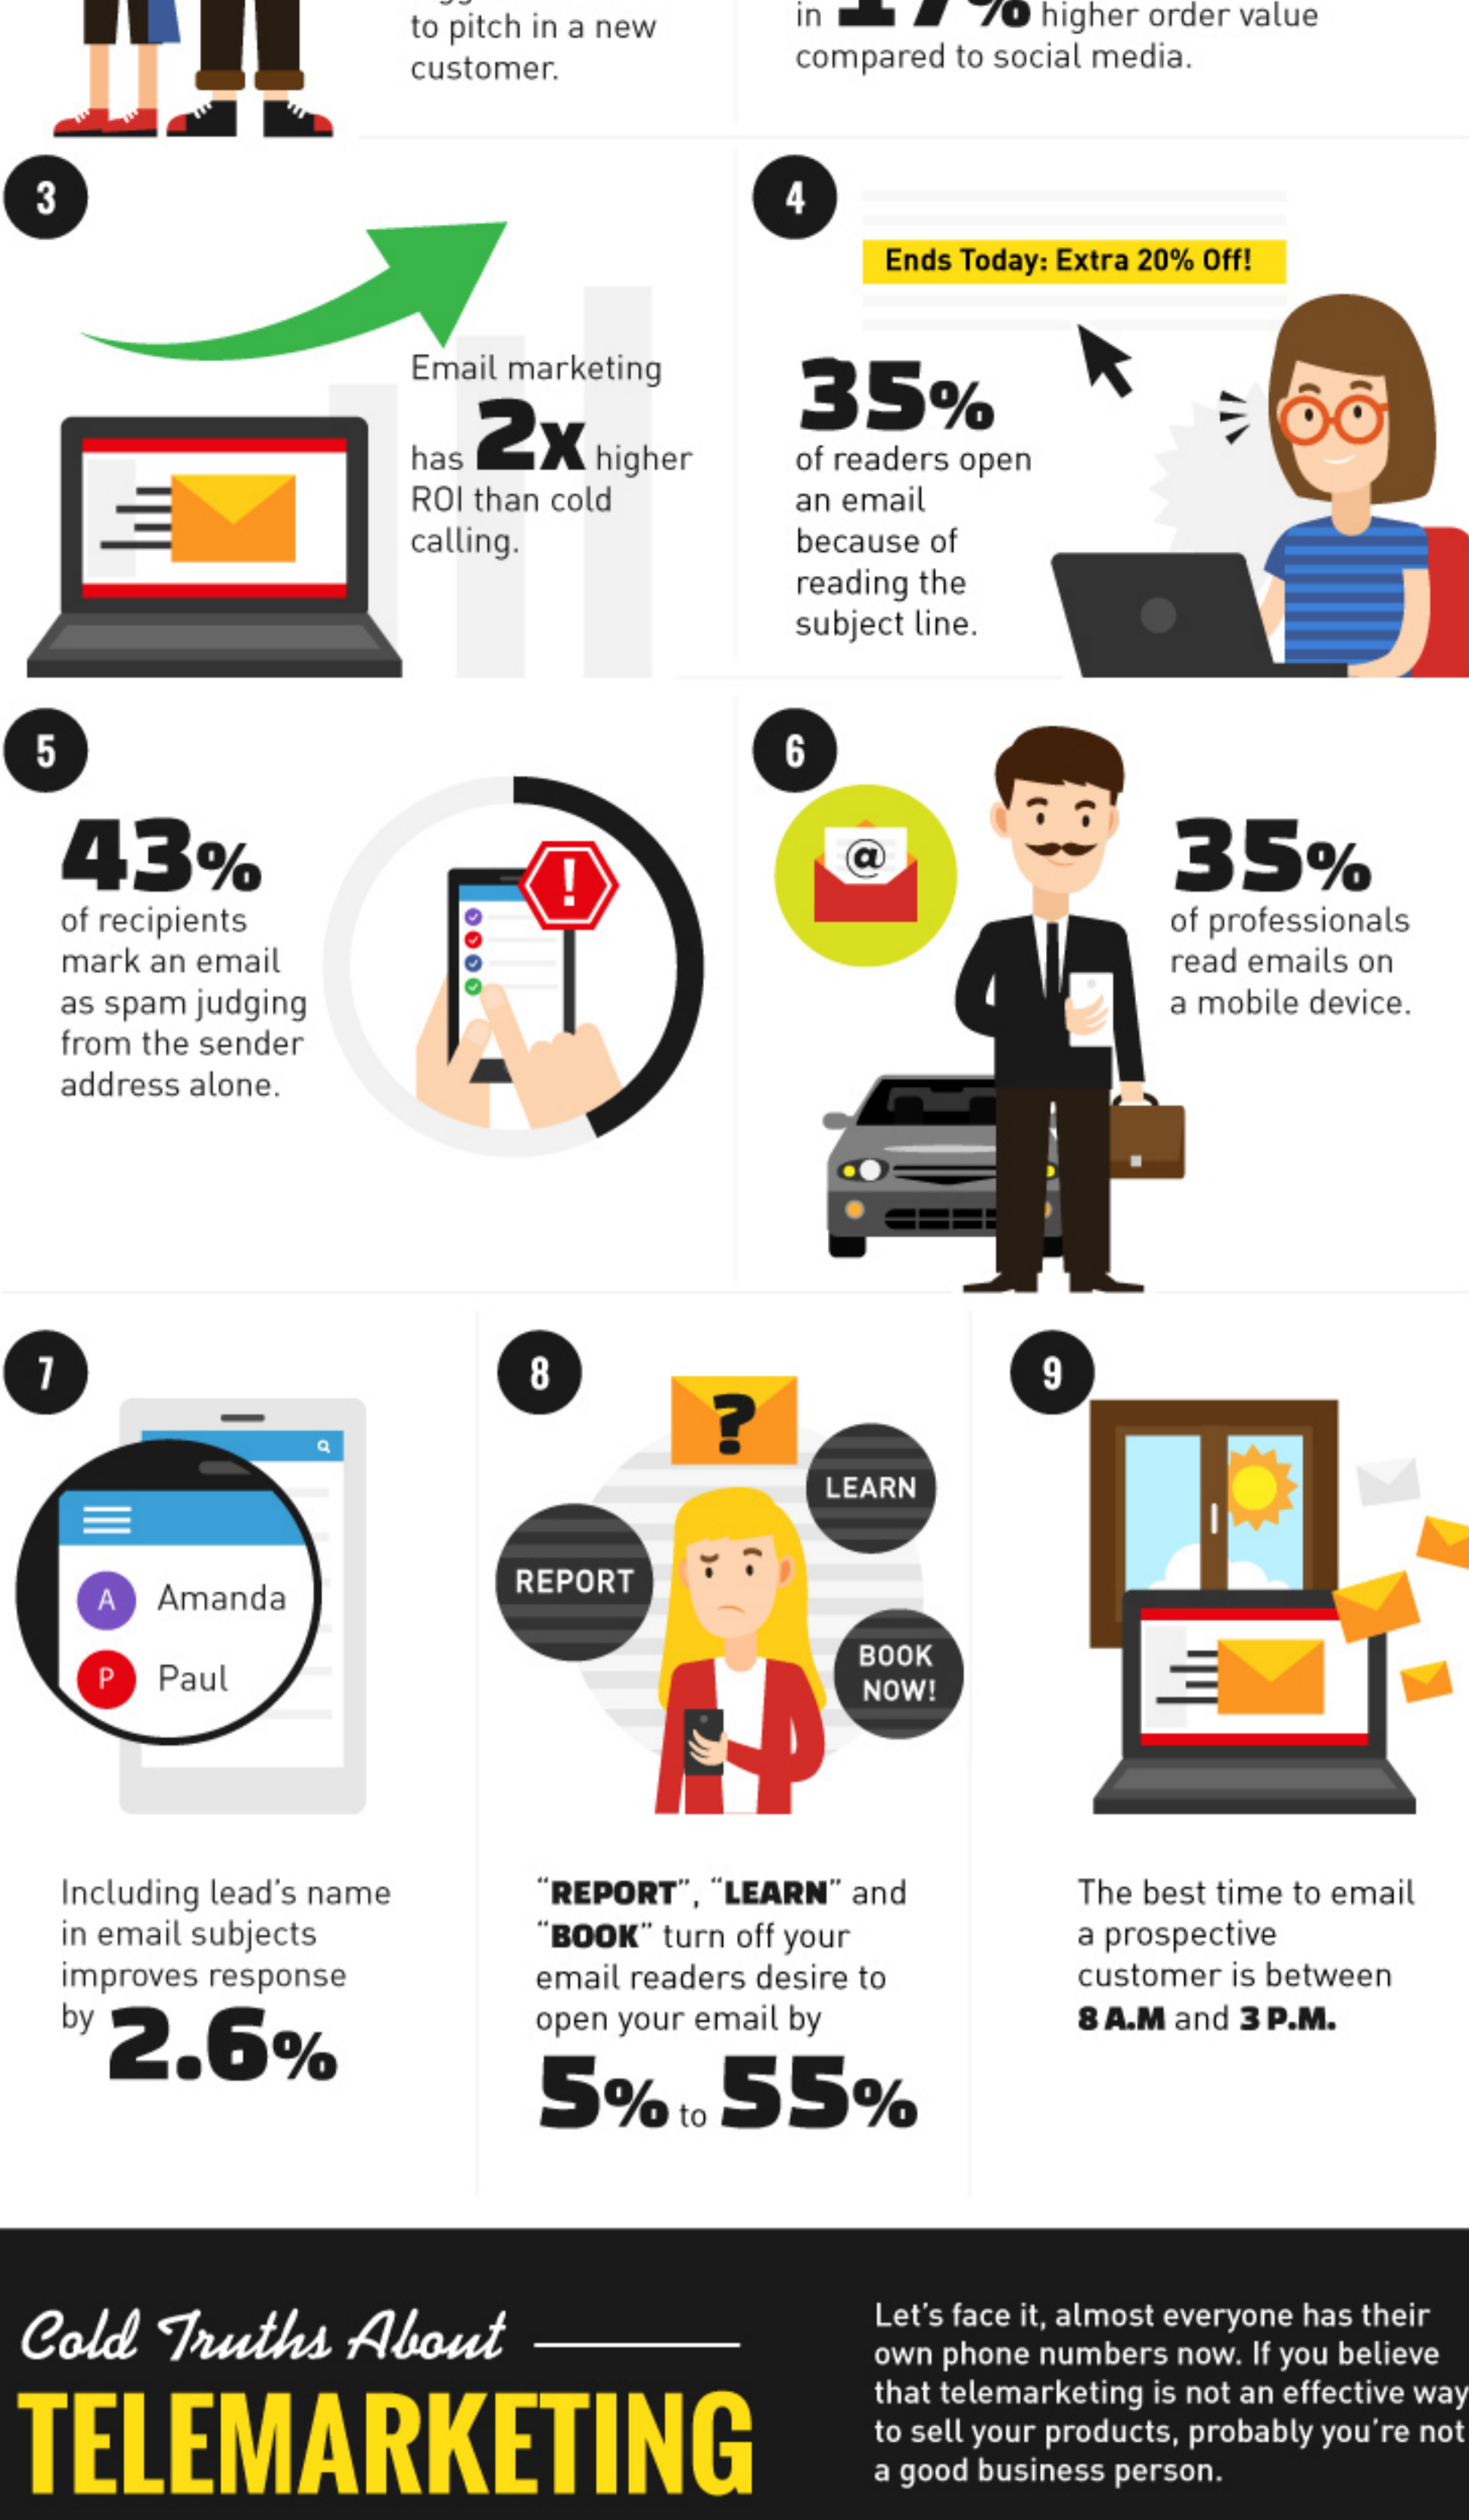 to pitch in a new
customer.
in 17% higher order value
compared to social media.
3
Email marketing
has 2x higher
ROI than cold
calling.
4
Ends Today: Extra 20% Off!
35%
of readers open
an email
because of
reading the
subject line.
5
43%
of recipients
mark an email
as spam judging
from the sender
address alone.
!
6
@
35%
of professionals
read emails on
a mobile device.
7
A Amanda
P Paul
Including lead's name
in email subjects
improves response
by 2.6%
8
?
LEARN
REPORT
BOOK
NOW!
"REPORT", "LEARN" and
"BOOK" turn off your
email readers desire to
open your email by
5% to 55%
9
The best time to email
a prospective
customer is between
8 A.M and 3 P.M.
Cold Truths About
TELEMARKETING
Let's face it, almost everyone has their
own phone numbers now. If you believe
that telemarketing is not an effective way
to sell your products, probably you're not
a good business person.